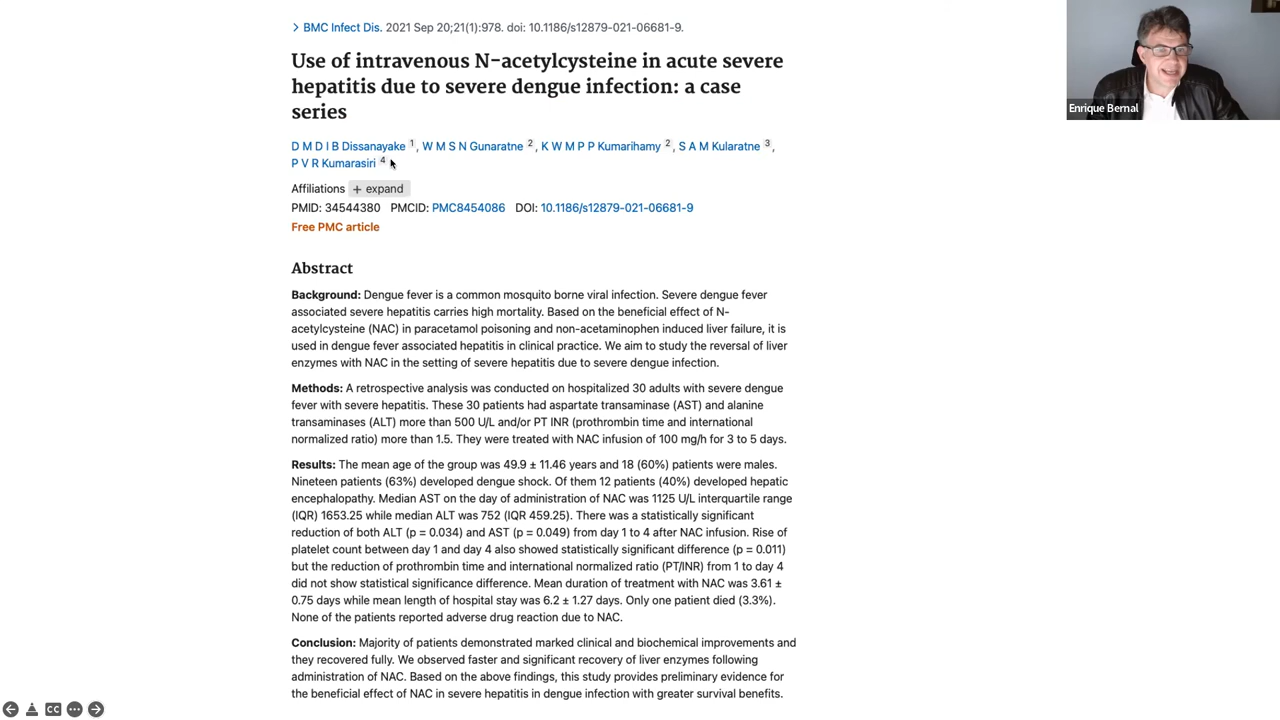 BMC Infect Dis. 2021 Sep 20;21(1):978. doi: 10.1186/s12879-021-06681-9.
Use of intravenous N-acetylcysteine in acute severe
hepatitis due to severe dengue infection: a case
series
D M D I B Dissanayake 1, W M S N Gunaratne 2, K W M P P Kumarihamy 2, S A M Kularatne 3,
P V R Kumarasiri 4
Affiliations + expand
PMID: 34544380 PMCID: PMC8454086 DOI: 10.1186/s12879-021-06681-9
Free PMC article
Abstract
Background: Dengue fever is a common mosquito borne viral infection. Severe dengue fever
associated severe hepatitis carries high mortality. Based on the beneficial effect of N-
acetylcysteine (NAC) in paracetamol poisoning and non-acetaminophen induced liver failure, it is
used in dengue fever associated hepatitis in clinical practice. We aim to study the reversal of liver
enzymes with NAC in the setting of severe hepatitis due to severe dengue infection.
Methods: A retrospective analysis was conducted on hospitalized 30 adults with severe dengue
fever with severe hepatitis. These 30 patients had aspartate transaminase (AST) and alanine
transaminases (ALT) more than 500 U/L and/or PT INR (prothrombin time and international
normalized ratio) more than 1.5. They were treated with NAC infusion of 100 mg/h for 3 to 5 days.
Results: The mean age of the group was 49.9 ± 11.46 years and 18 (60%) patients were males.
Nineteen patients (63%) developed dengue shock. Of them 12 patients (40%) developed hepatic
encephalopathy. Median AST on the day of administration of NAC was 1125 U/L interquartile range
(IQR) 1653.25 while median ALT was 752 (IQR 459.25). There was a statistically significant
reduction of both ALT (p = 0.034) and AST (p = 0.049) from day 1 to 4 after NAC infusion. Rise of
platelet count between day 1 and day 4 also showed statistically significant difference (p = 0.011)
but the reduction of prothrombin time and international normalized ratio (PT/INR) from 1 to day 4
did not show statistical significance difference. Mean duration of treatment with NAC was 3.61 ±
0.75 days while mean length of hospital stay was 6.2 ± 1.27 days. Only one patient died (3.3%).
None of the patients reported adverse drug reaction due to NAC.
Conclusion: Majority of patients demonstrated marked clinical and biochemical improvements and
they recovered fully. We observed faster and significant recovery of liver enzymes following
administration of NAC. Based on the above findings, this study provides preliminary evidence for
the beneficial effect of NAC in severe hepatitis in dengue infection with greater survival benefits.
Enrique Bernal
CC